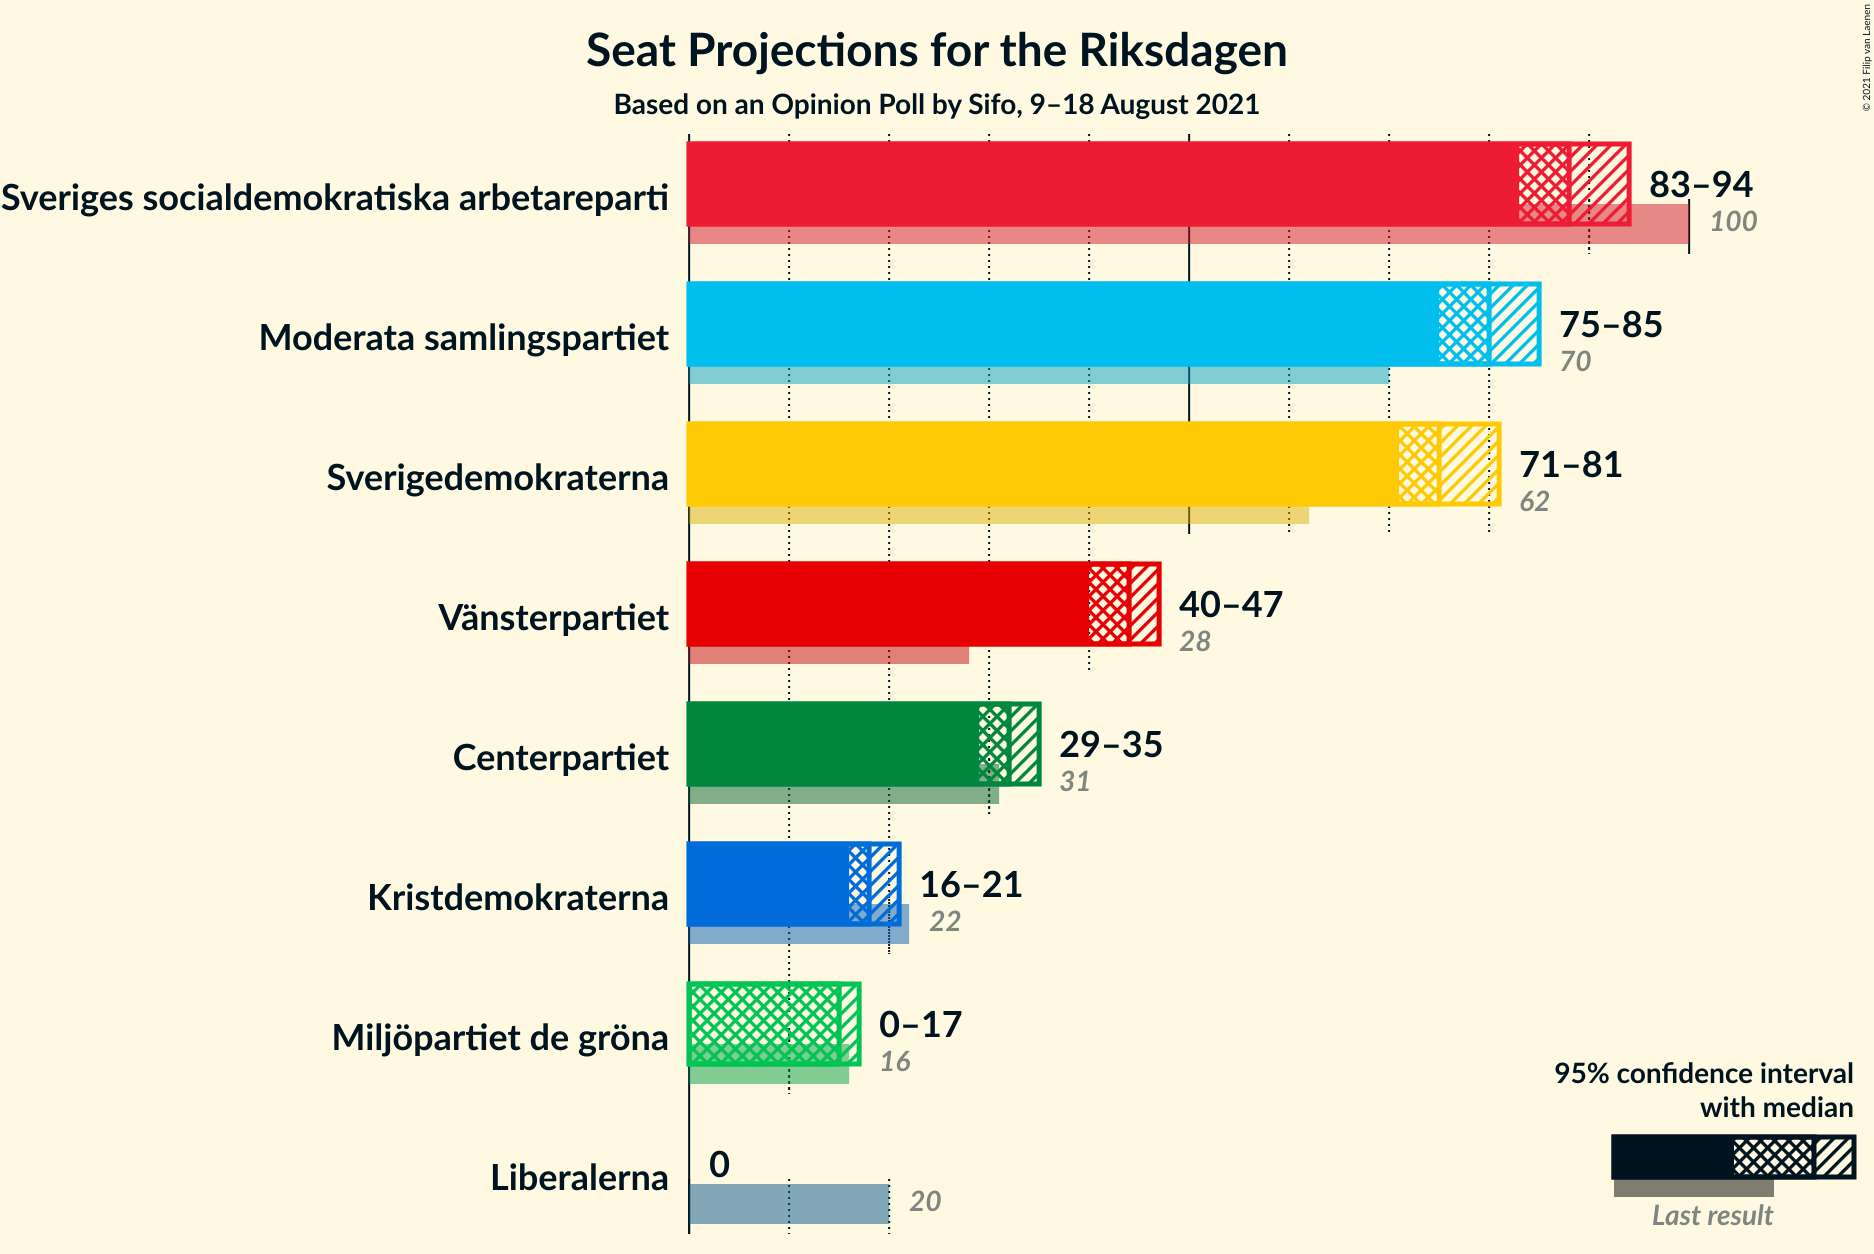 Seat Projections for the Riksdagen
Based on an Opinion Poll by Sifo, 9–18 August 2021
© 2021 Filip van Laenen
Sveriges socialdemokratiska arbetareparti
83–94
100
Moderata samlingspartiet
75–85
70
Sverigedemokraterna
71–81
62
Vänsterpartiet
40–47
28
Centerpartiet
29–35
31
Kristdemokraterna
16–21
22
Miljöpartiet de gröna
0–17
16
Liberalerna
0
20
95% confidence interval
with median
Last result